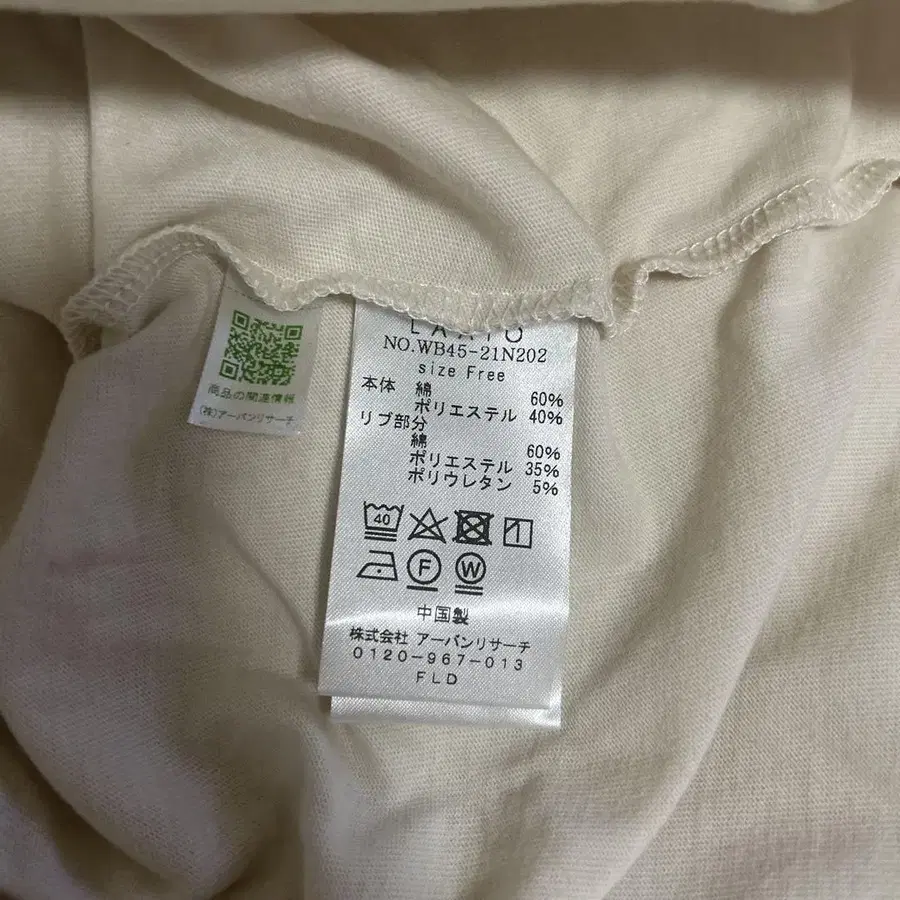 商品の関連情報
(株)アーバンリサーチ
LAATO
NO.WB45-21N202
size Free
本体 綿 60%
ポリエステル 40%
リブ部分
綿 60%
ポリエステル 35%
ポリウレタン 5%
40
F W
中国製
株式会社 アーバンリサーチ
0120-967-013
FLD